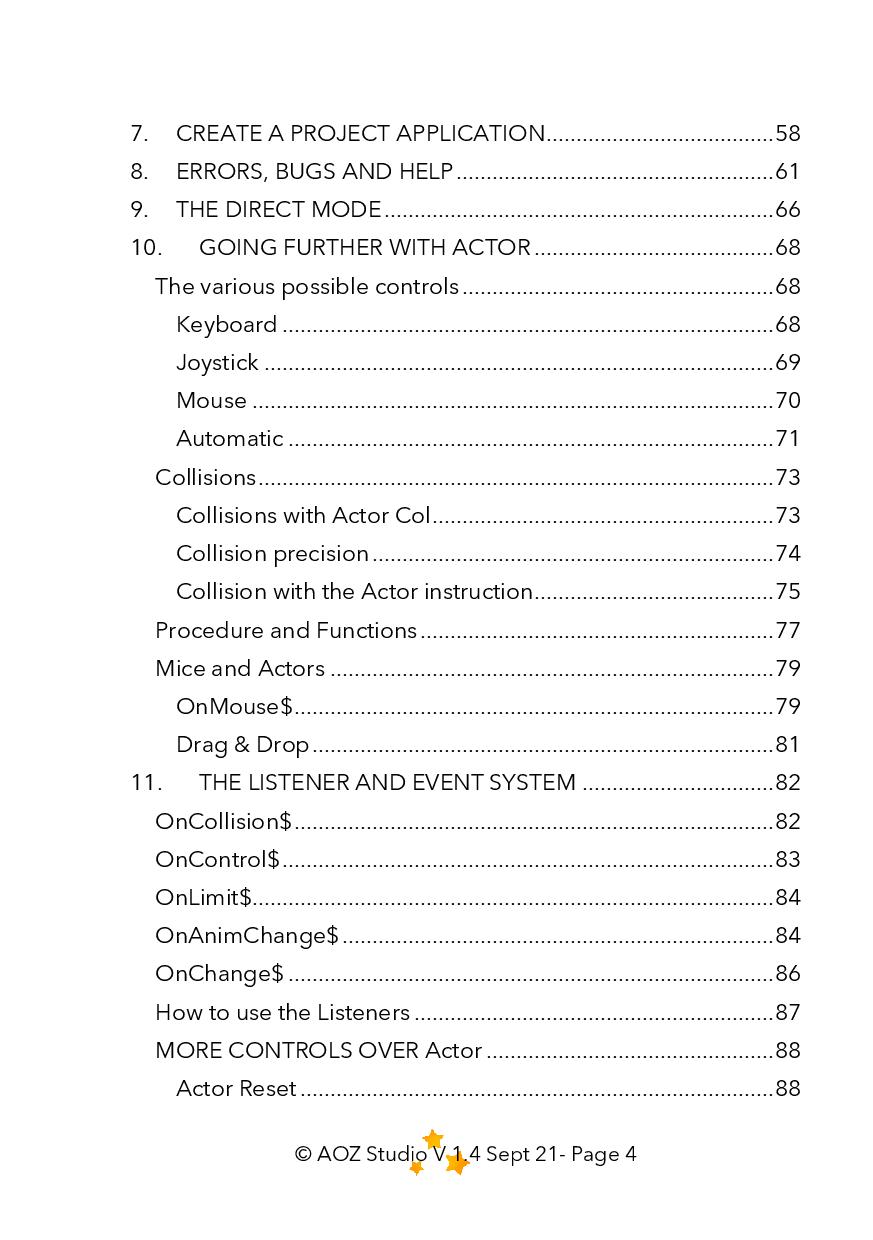 7. CREATE A PROJECT APPLICATION......................................58
8. ERRORS, BUGS AND HELP.....................................................61
9. THE DIRECT MODE.................................................................66
10. GOING FURTHER WITH ACTOR........................................68
The various possible controls....................................................68
Keyboard..................................................................................68
Joystick.....................................................................................69
Mouse.......................................................................................70
Automatic.................................................................................71
Collisions......................................................................................73
Collisions with Actor Col.........................................................73
Collision precision...................................................................74
Collision with the Actor instruction........................................75
Procedure and Functions...........................................................77
Mice and Actors..........................................................................79
OnMouse$................................................................................79
Drag & Drop.............................................................................81
11. THE LISTENER AND EVENT SYSTEM................................82
OnCollision$................................................................................82
OnControl$..................................................................................83
OnLimit$.......................................................................................84
OnAnimChange$........................................................................84
OnChange$.................................................................................86
How to use the Listeners............................................................87
MORE CONTROLS OVER Actor................................................88
Actor Reset...............................................................................88
© AOZ Studio V 1.4 Sept 21- Page 4